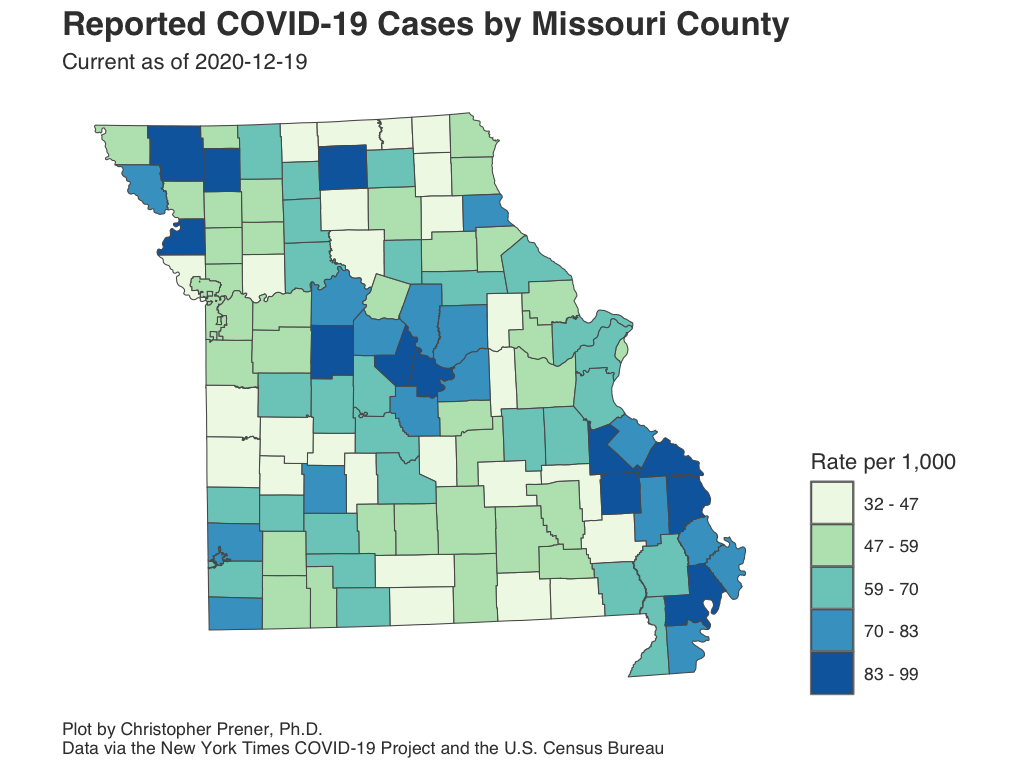 Reported COVID-19 Cases by Missouri County
Current as of 2020-12-19
Rate per 1,000
32 - 47
47 - 59
59 - 70
70 - 83
83 - 99
Plot by Christopher Prener, Ph.D.
Data via the New York Times COVID-19 Project and the U.S. Census Bureau